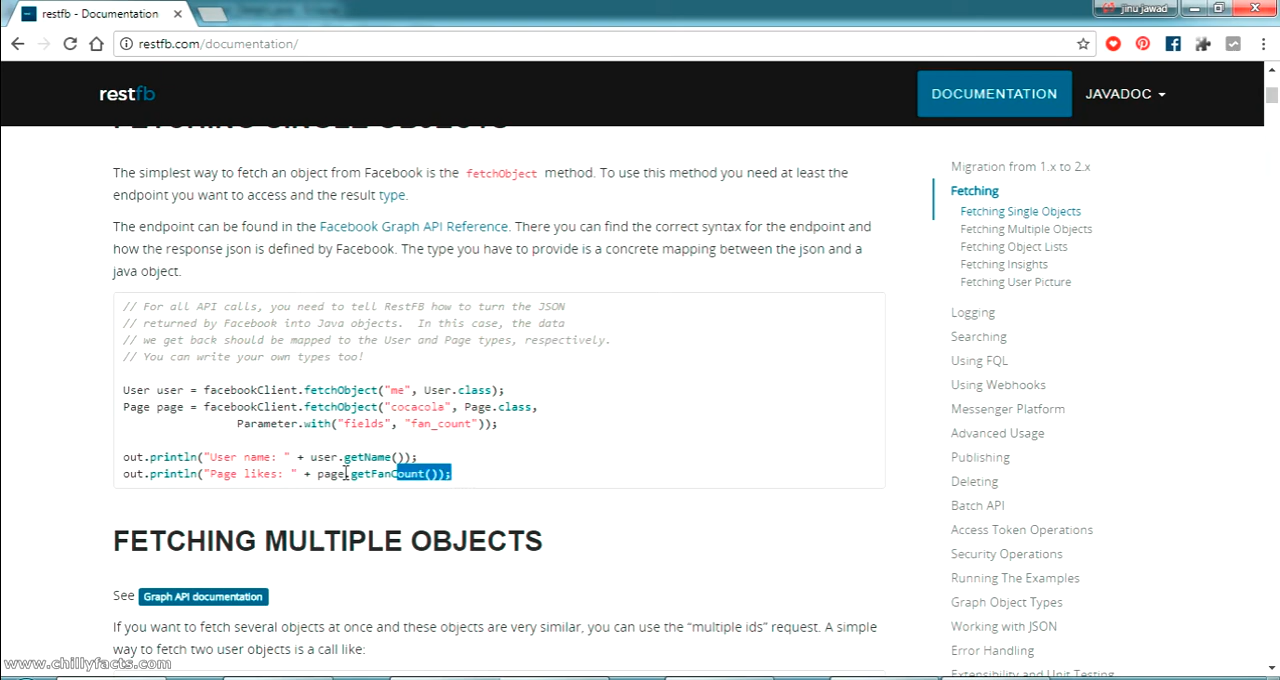 restfb - Documentation
jinu jawad
restfb.com/documentation/
restfb
DOCUMENTATION
JAVADOC
FETCHING SINGLE OBJECTS
The simplest way to fetch an object from Facebook is the fetchObject method. To use this method you need at least the
endpoint you want to access and the result type.
The endpoint can be found in the Facebook Graph API Reference. There you can find the correct syntax for the endpoint and
how the response json is defined by Facebook. The type you have to provide is a concrete mapping between the json and a
java object.
// For all API calls, you need to tell RestFB how to turn the JSON
// returned by Facebook into Java objects.  In this case, the data
// we get back should be mapped to the User and Page types, respectively.
// You can write your own types too!
User user = facebookClient.fetchObject("me", User.class);
Page page = facebookClient.fetchObject("cocacola", Page.class,
Parameter.with("fields", "fan_count"));
out.println("User name: " + user.getName());
out.println("Page likes: " + page.getFanCount());
FETCHING MULTIPLE OBJECTS
See Graph API documentation
If you want to fetch several objects at once and these objects are very similar, you can use the “multiple ids” request. A simple
way to fetch two user objects is a call like:
Migration from 1.x to 2.x
Fetching
Fetching Single Objects
Fetching Multiple Objects
Fetching Object Lists
Fetching Insights
Fetching User Picture
Logging
Searching
Using FQL
Using Webhooks
Messenger Platform
Advanced Usage
Publishing
Deleting
Batch API
Access Token Operations
Security Operations
Running The Examples
Graph Object Types
Working with JSON
Error Handling
Extensibility and Unit Testing
www.chillyfacts.com